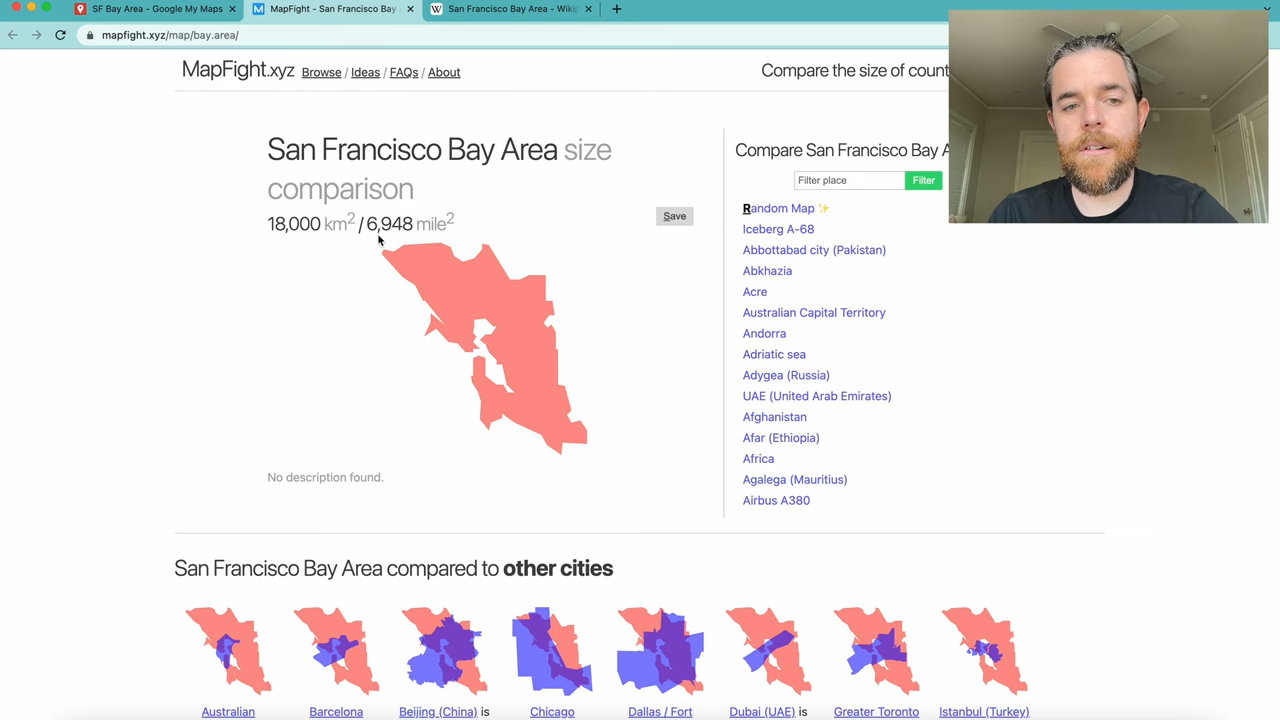 SF Bay Area - Google My Maps
MapFight - San Francisco Bay
San Francisco Bay Area - Wiki
mapfight.xyz/map/bay.area/
MapFight.xyz Browse / Ideas / FAQs / About
Compare the size of count
San Francisco Bay Area size
comparison
18,000 km2 / 6,948 mile2
Save
No description found.
Compare San Francisco Bay A
Filter place Filter
Random Map ✨
Iceberg A-68
Abbottabad city (Pakistan)
Abkhazia
Acre
Australian Capital Territory
Andorra
Adriatic sea
Adygea (Russia)
UAE (United Arab Emirates)
Afghanistan
Afar (Ethiopia)
Africa
Agalega (Mauritius)
Airbus A380
San Francisco Bay Area compared to other cities
Australian Barcelona Beijing (China) is Chicago Dallas / Fort Dubai (UAE) is Greater Toronto Istanbul (Turkey)